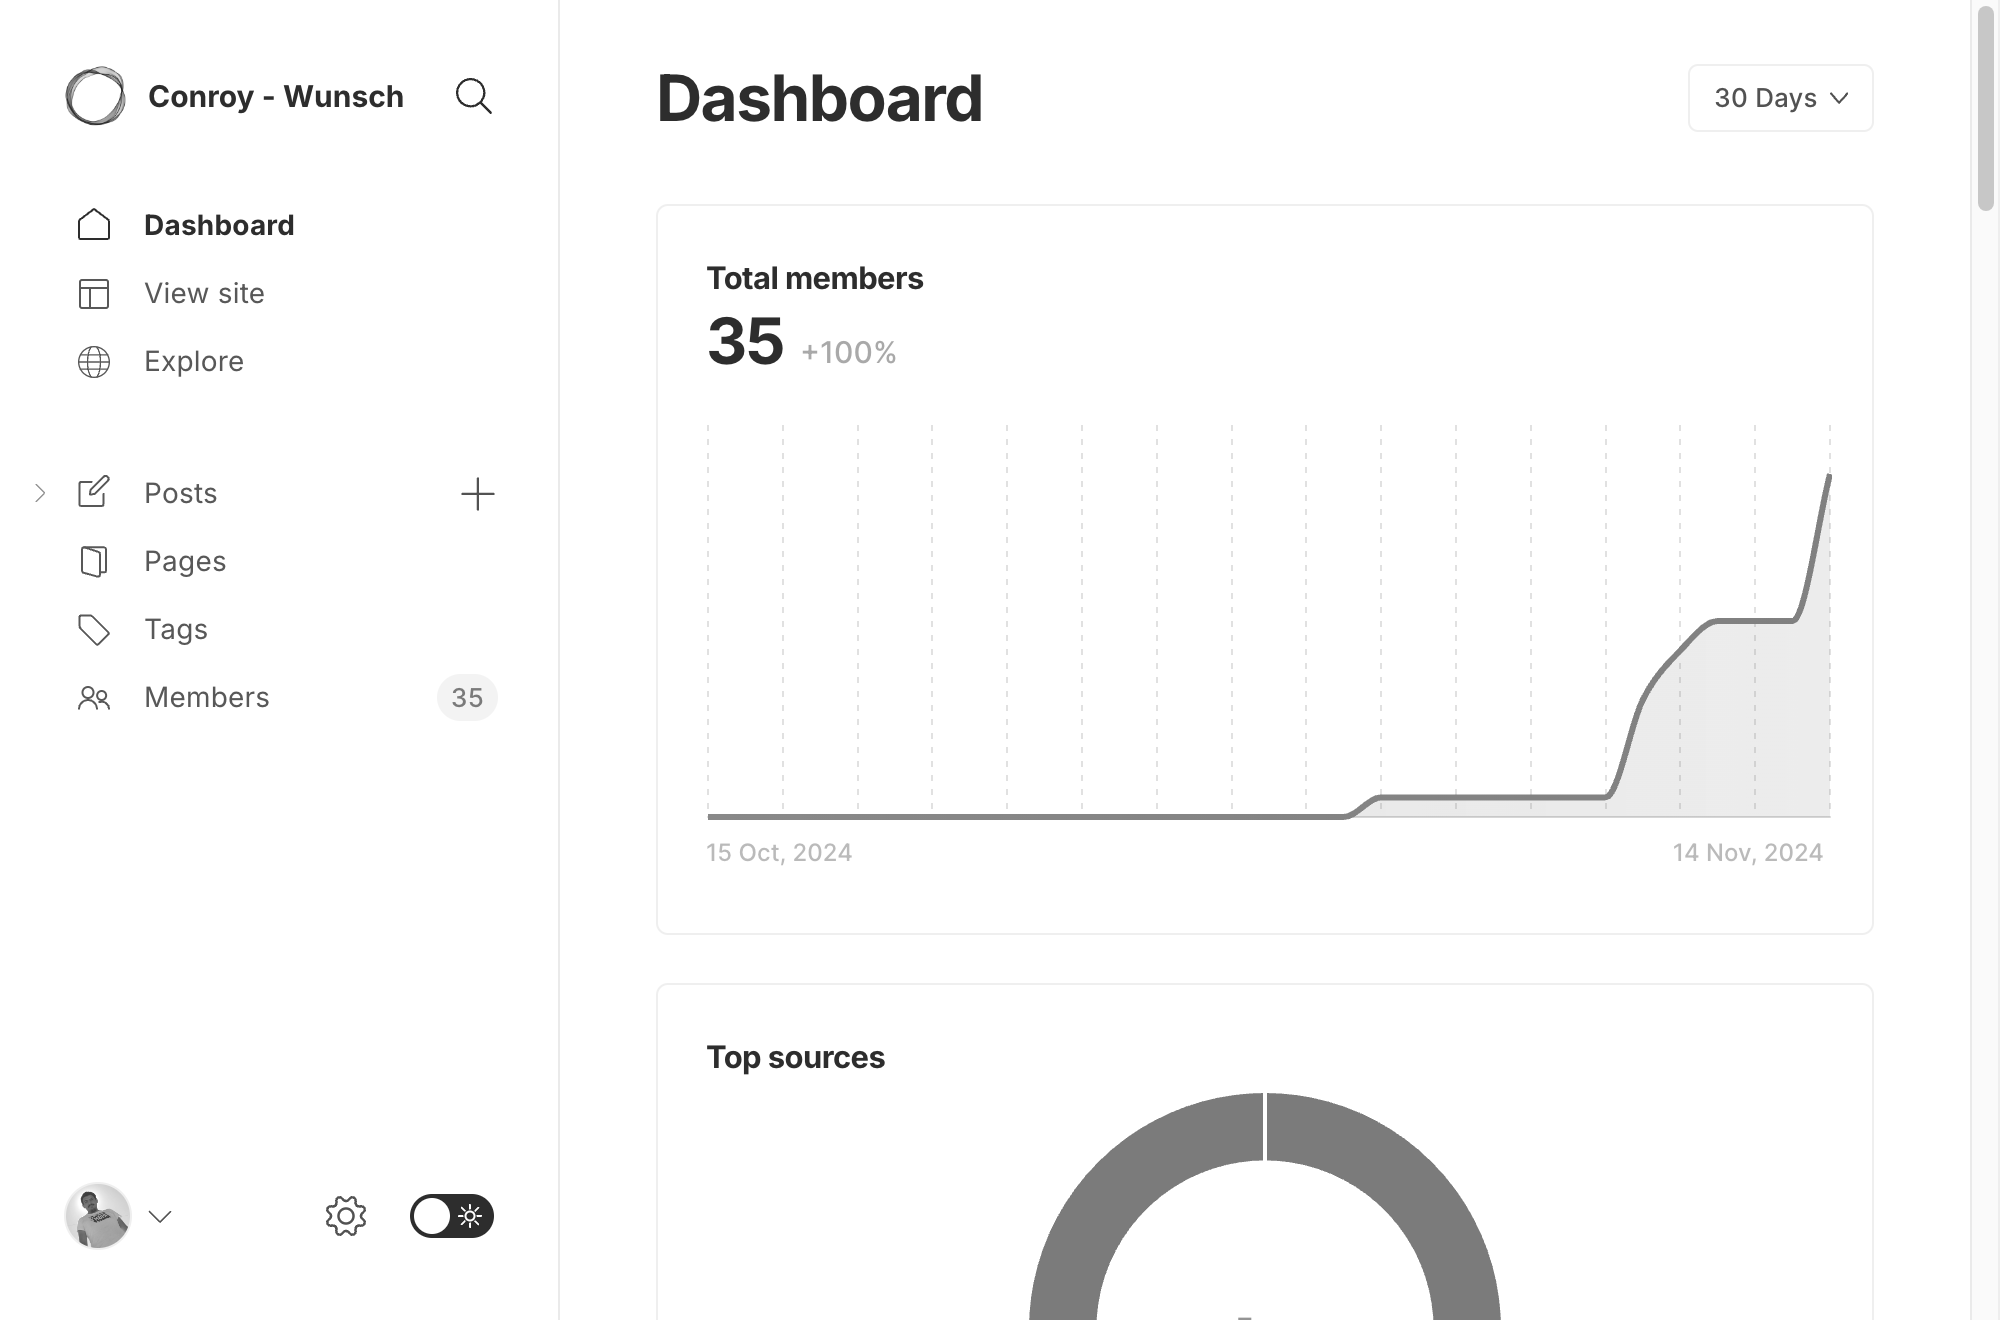 Conroy - Wunsch
Dashboard
View site
Explore
Posts
Pages
Tags
Members 35
Dashboard
30 Days
Total members
35 +100%
15 Oct, 2024 14 Nov, 2024
Top sources